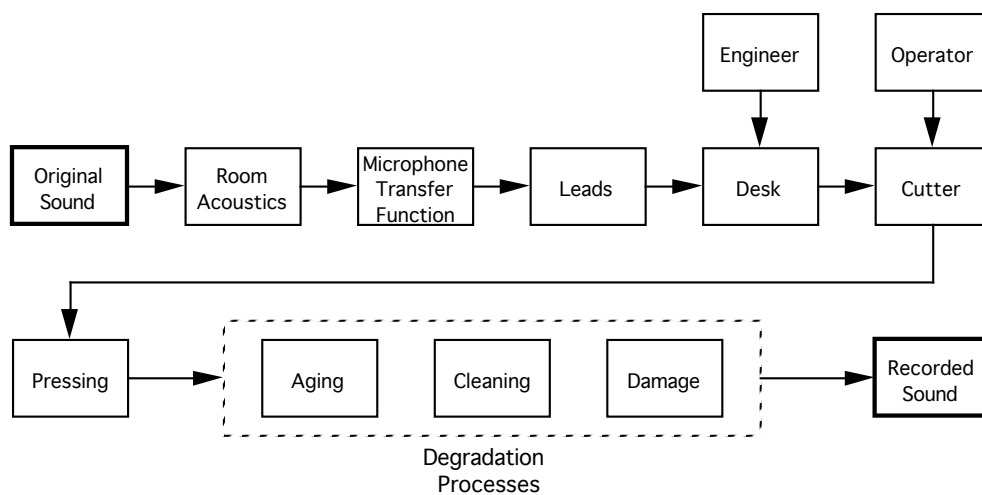 Engineer
Operator
Original
Sound
Room
Acoustics
Microphone
Transfer
Function
Leads
Desk
Cutter
Pressing
Aging
Cleaning
Damage
Recorded
Sound
Degradation
Processes